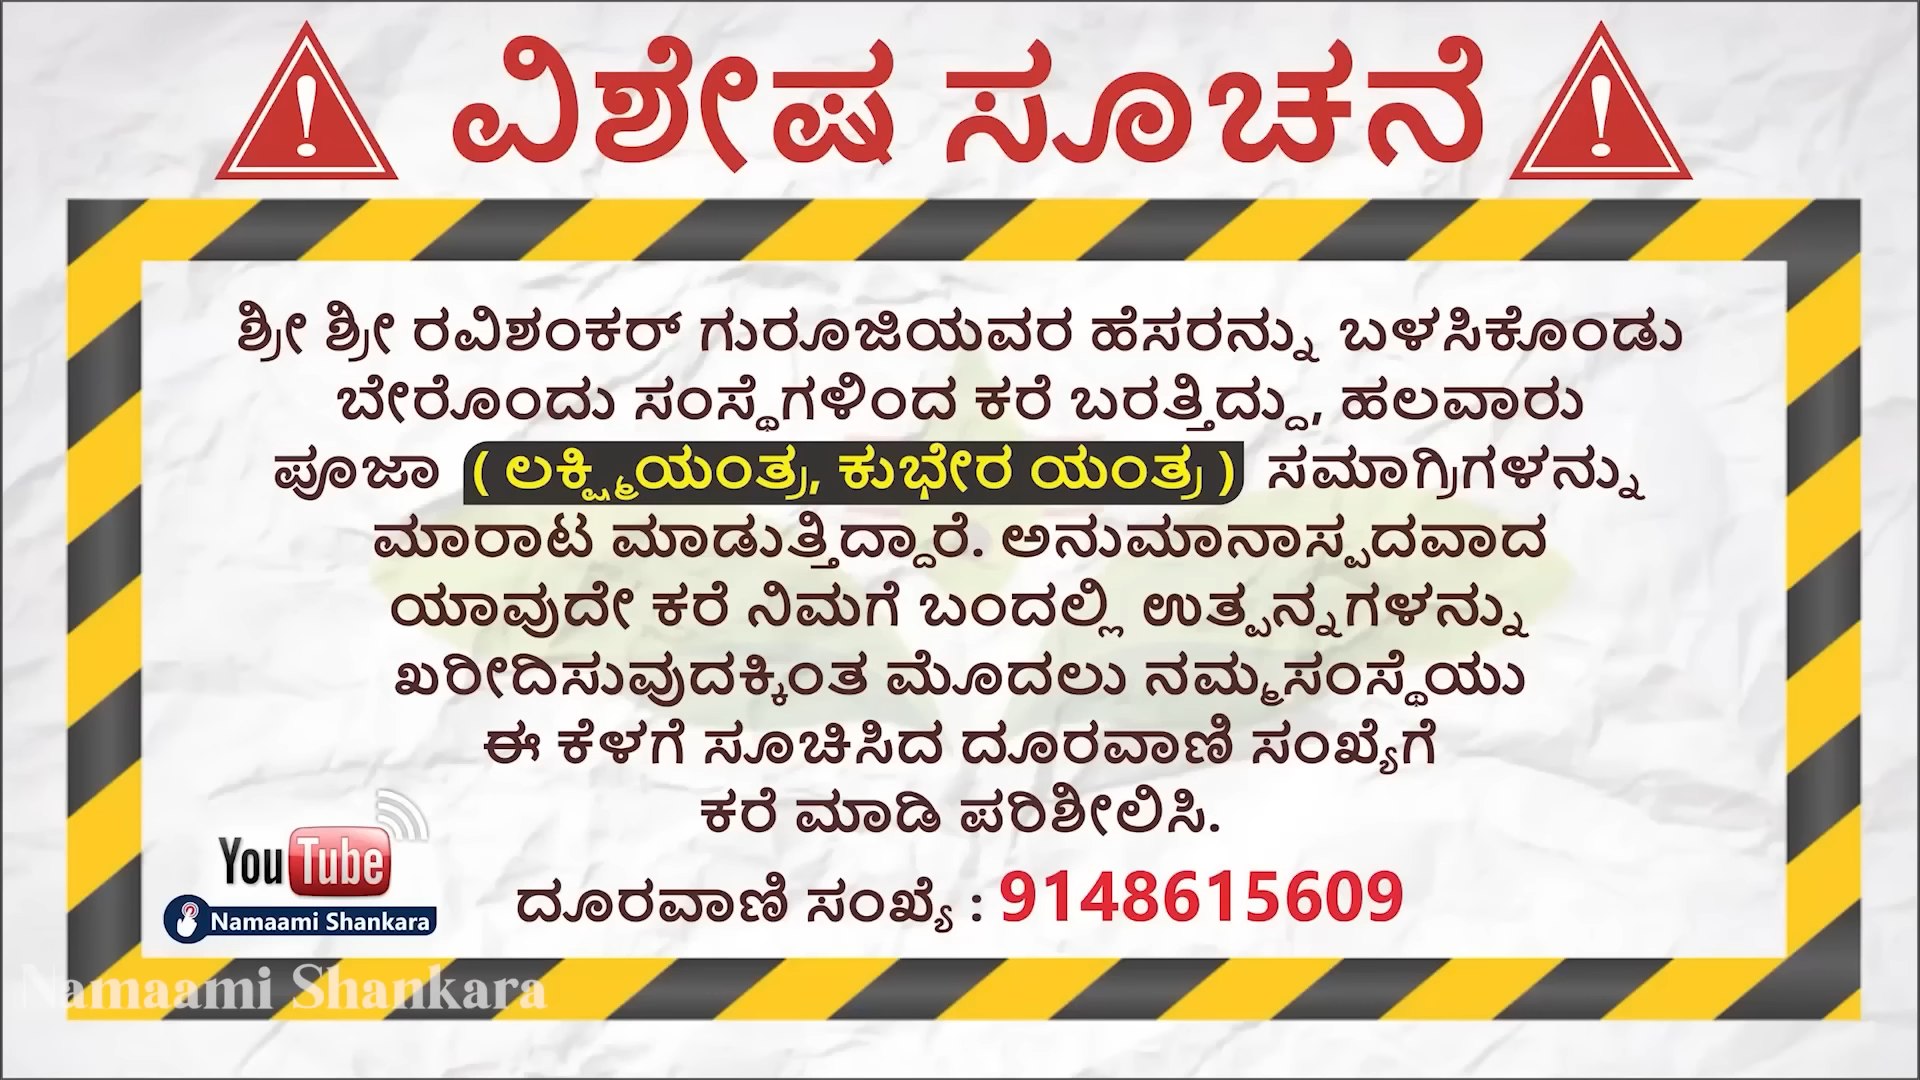 ವಿಶೇಷ ಸೂಚನೆ
ಶ್ರೀ ಶ್ರೀ ರವಿಶಂಕರ್ ಗುರೂಜಿಯವರ ಹೆಸರನ್ನು ಬಳಸಿಕೊಂಡು
ಬೇರೊಂದು ಸಂಸ್ಥೆಗಳಿಂದ ಕರೆ ಬರುತ್ತಿದ್ದು, ಹಲವಾರು
ಪೂಜಾ ( ಲಕ್ಷ್ಮಿಯಂತ್ರ, ಕುಭೇರ ಯಂತ್ರ ) ಸಮಾಗ್ರಿಗಳನ್ನು
ಮಾರಾಟ ಮಾಡುತ್ತಿದ್ದಾರೆ. ಅನುಮಾನಾಸ್ಪದವಾದ
ಯಾವುದೇ ಕರೆ ನಿಮಗೆ ಬಂದಲ್ಲಿ ಉತ್ಪನ್ನಗಳನ್ನು
ಖರೀದಿಸುವುದಕ್ಕಿಂತ ಮೊದಲು ನಮ್ಮಸಂಸ್ಥೆಯು
ಈ ಕೆಳಗೆ ಸೂಚಿಸಿದ ದೂರವಾಣಿ ಸಂಖ್ಯೆಗೆ
ಕರೆ ಮಾಡಿ ಪರಿಶೀಲಿಸಿ.
ದೂರವಾಣಿ ಸಂಖ್ಯೆ : 9148615609
YouTube
Namaami Shankara
Namaami Shankara